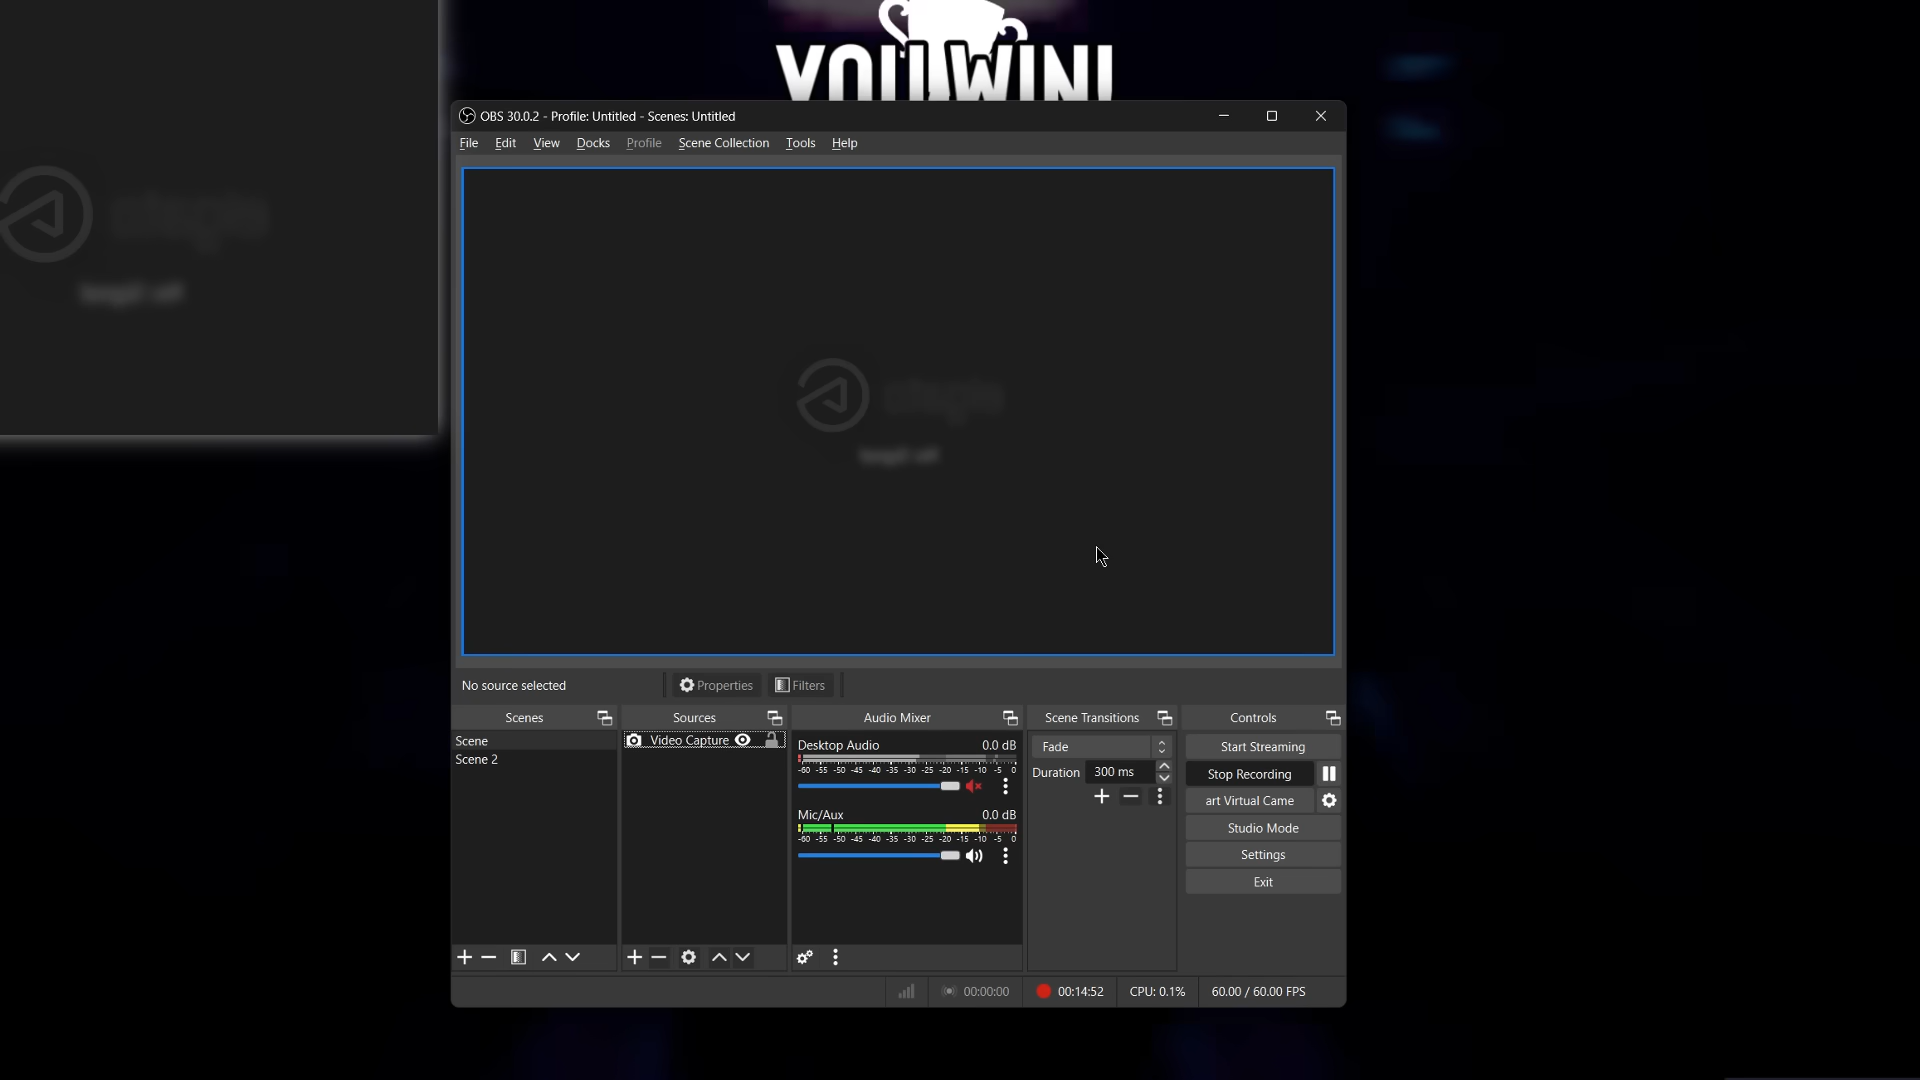 YOU WIN!
OBS 30.0.2 - Profile: Untitled - Scenes: Untitled
File Edit View Docks Profile Scene Collection Tools Help
No source selected
Properties
Filters
Scenes
Sources
Audio Mixer
Scene Transitions
Controls
Scene
Scene 2
Video Capture
Desktop Audio 0.0 dB
-60 -55 -50 -45 -40 -35 -30 -25 -20 -15 -10 -5 0
Mic/Aux 0.0 dB
-60 -55 -50 -45 -40 -35 -30 -25 -20 -15 -10 -5 0
Fade
Duration 300 ms
Start Streaming
Stop Recording
art Virtual Came
Studio Mode
Settings
Exit
00:00:00
00:14:52
CPU: 0.1%
60.00 / 60.00 FPS